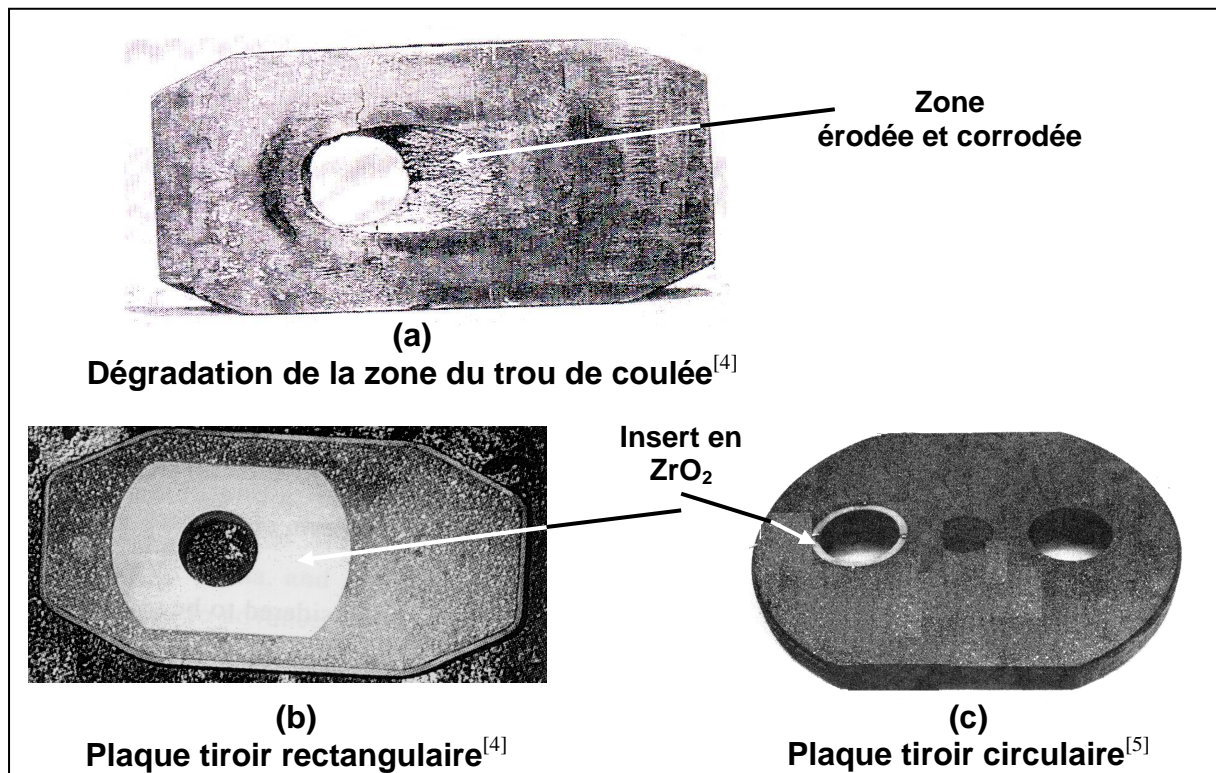 Zone
érodée et corrodée
(a)
Dégradation de la zone du trou de coulée[4]
Insert en
ZrO₂
(b)
Plaque tiroir rectangulaire[4]
(c)
Plaque tiroir circulaire[5]